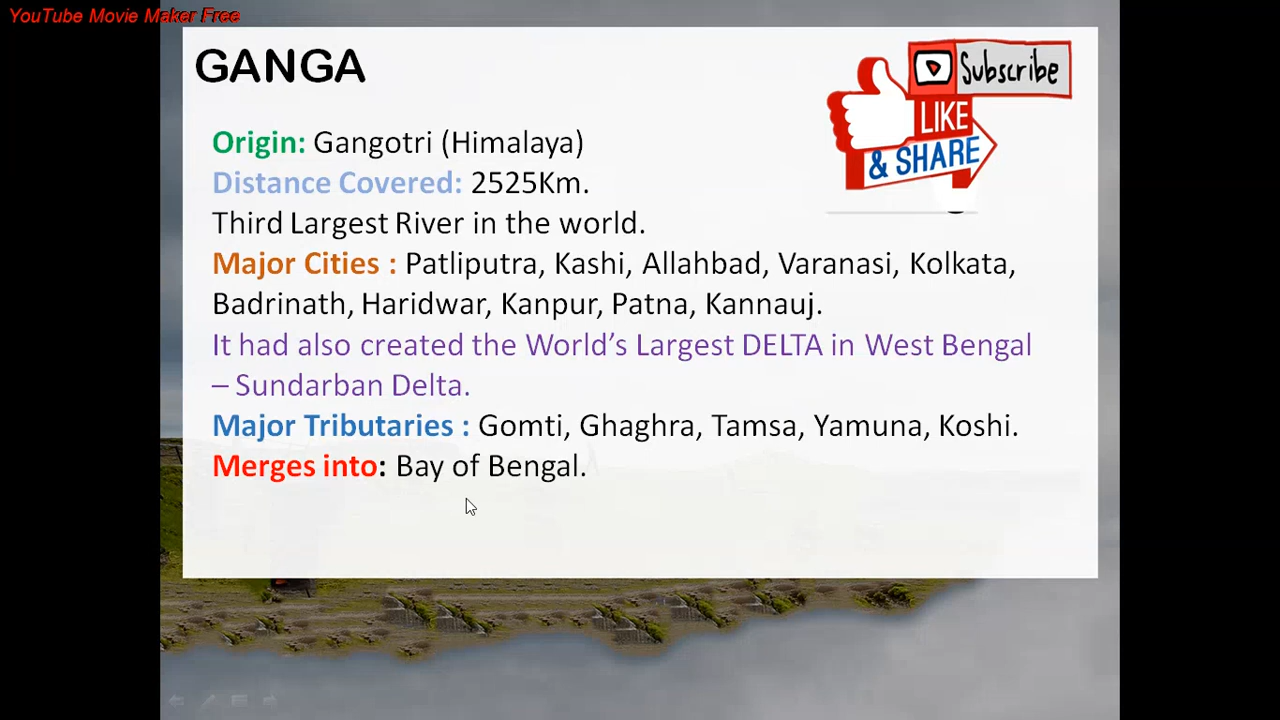 YouTube Movie Maker Free
GANGA
Subscribe
LIKE
& SHARE
Origin: Gangotri (Himalaya)
Distance Covered: 2525Km.
Third Largest River in the world.
Major Cities : Patliputra, Kashi, Allahbad, Varanasi, Kolkata,
Badrinath, Haridwar, Kanpur, Patna, Kannauj.
It had also created the World’s Largest DELTA in West Bengal
– Sundarban Delta.
Major Tributaries : Gomti, Ghaghra, Tamsa, Yamuna, Koshi.
Merges into: Bay of Bengal.